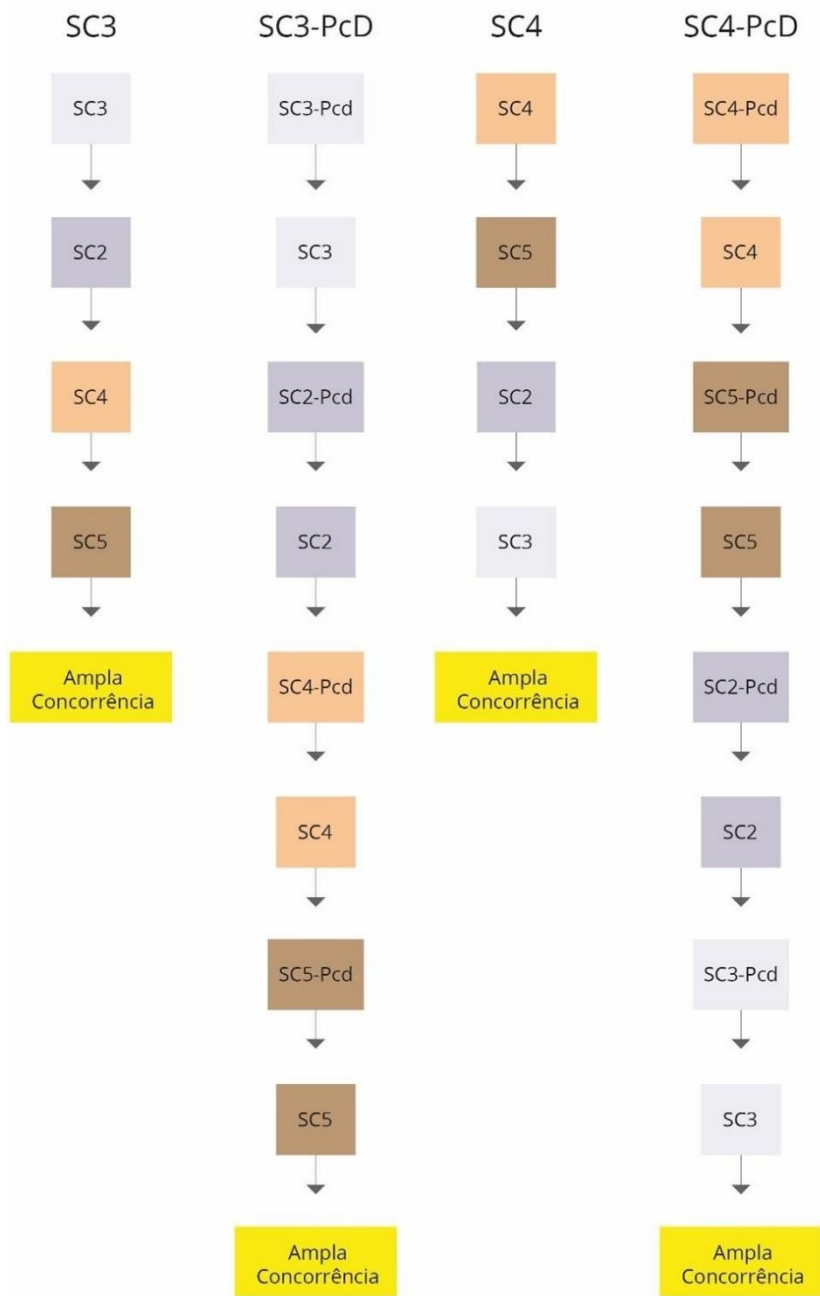 SC3
SC3
SC2
SC4
SC5
Ampla
Concorrência
SC3-PcD
SC3-Pcd
SC3
SC2-Pcd
SC2
SC4-Pcd
SC4
SC5-Pcd
SC5
Ampla
Concorrência
SC4
SC4
SC5
SC2
SC3
Ampla
Concorrência
SC4-PcD
SC4-Pcd
SC4
SC5-Pcd
SC5
SC2-Pcd
SC2
SC3-Pcd
SC3
Ampla
Concorrência